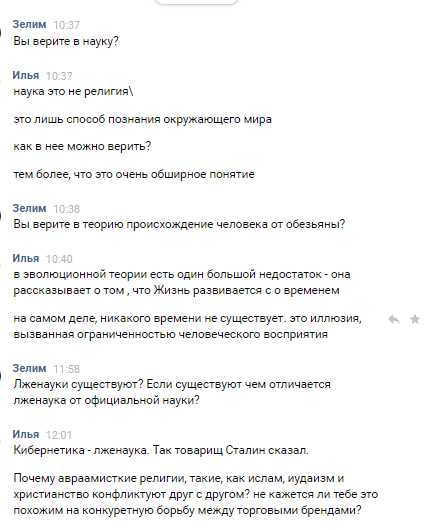 Зелим 10:37
Вы верите в науку?
Илья 10:37
наука это не религия\
это лишь способ познания окружающего мира
как в нее можно верить?
тем более, что это очень обширное понятие
Зелим 10:38
Вы верите в теорию происхождение человека от обезьяны?
Илья 10:40
в эволюционной теории есть один большой недостаток - она
рассказывает о том , что Жизнь развивается с о временем
на самом деле, никакого времени не существует. это иллюзия,
вызванная ограниченностью человеческого восприятия
Зелим 11:58
Лженауки существуют? Если существуют чем отличается
лженаука от официальной науки?
Илья 12:01
Кибернетика - лженаука. Так товарищ Сталин сказал.
Почему авраамисткие религии, такие, как ислам, иудаизм и
христианство конфликтуют друг с другом? не кажется ли тебе это
похожим на конкуретную борьбу между торговыми брендами?